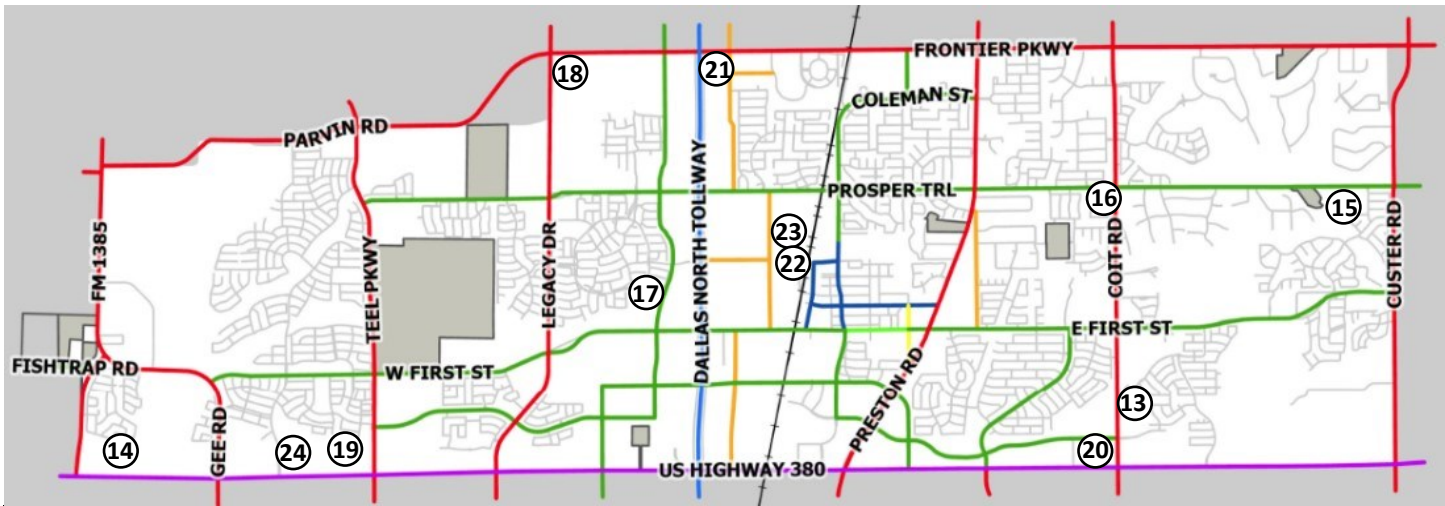 FRONTIER PKWY
18
21
COLEMAN ST
PARVIN RD
DALLAS NORTH TOLLWAY
PROSPER TRL
16
15
FM 1385
TEEL PKWY
LEGACY DR
17
23
22
COIT RD
CUSTER RD
E FIRST ST
FISHTRAP RD
W FIRST ST
PRESTON RD
13
14
GEE RD
24
19
20
US HIGHWAY 380